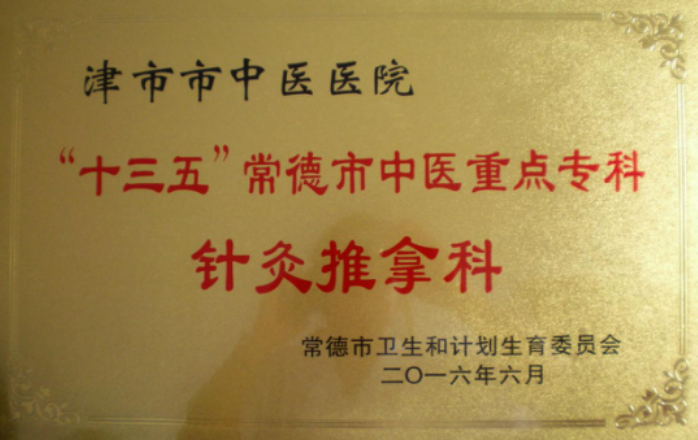 津市市中医医院
“十三五”常德市中医重点专科
针灸推拿科
常德市卫生和计划生育委员会
二〇一六年六月